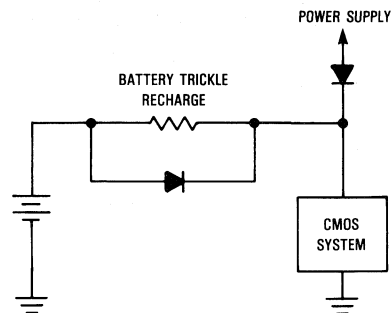 POWER SUPPLY
BATTERY TRICKLE
RECHARGE
CMOS
SYSTEM